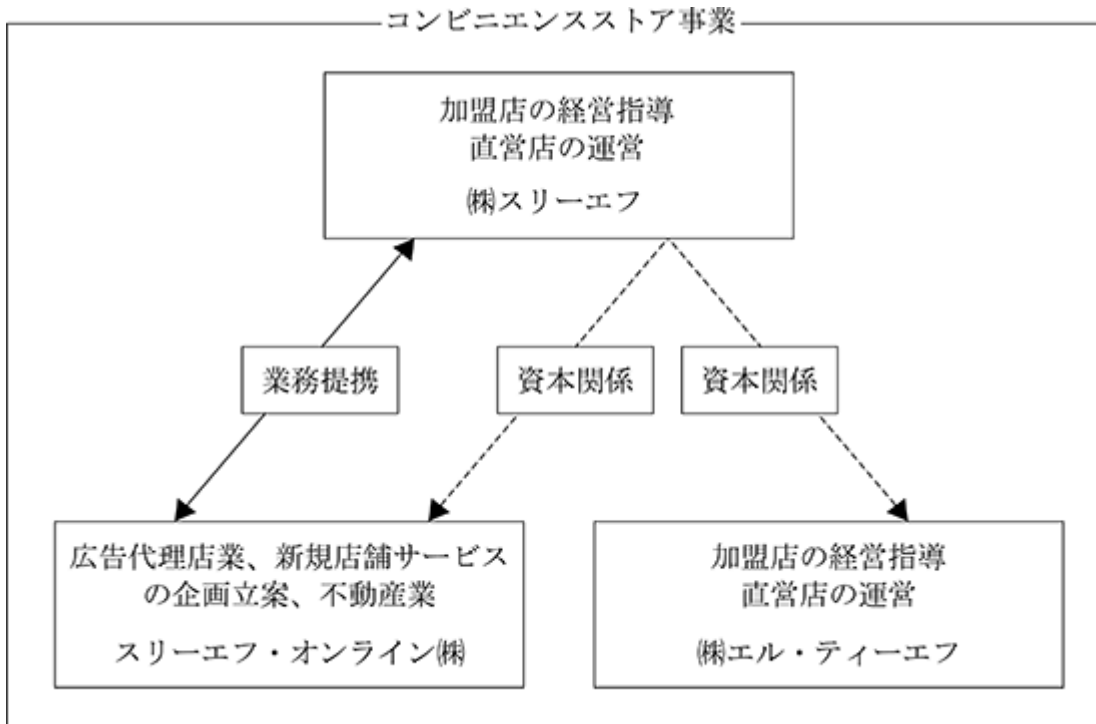 コンビニエンスストア事業
加盟店の経営指導
直営店の運営
㈱スリーエフ
業務提携
資本関係
資本関係
広告代理店業、新規店舗サービス
の企画立案、不動産業
スリーエフ・オンライン㈱
加盟店の経営指導
直営店の運営
㈱エル・ティーエフ